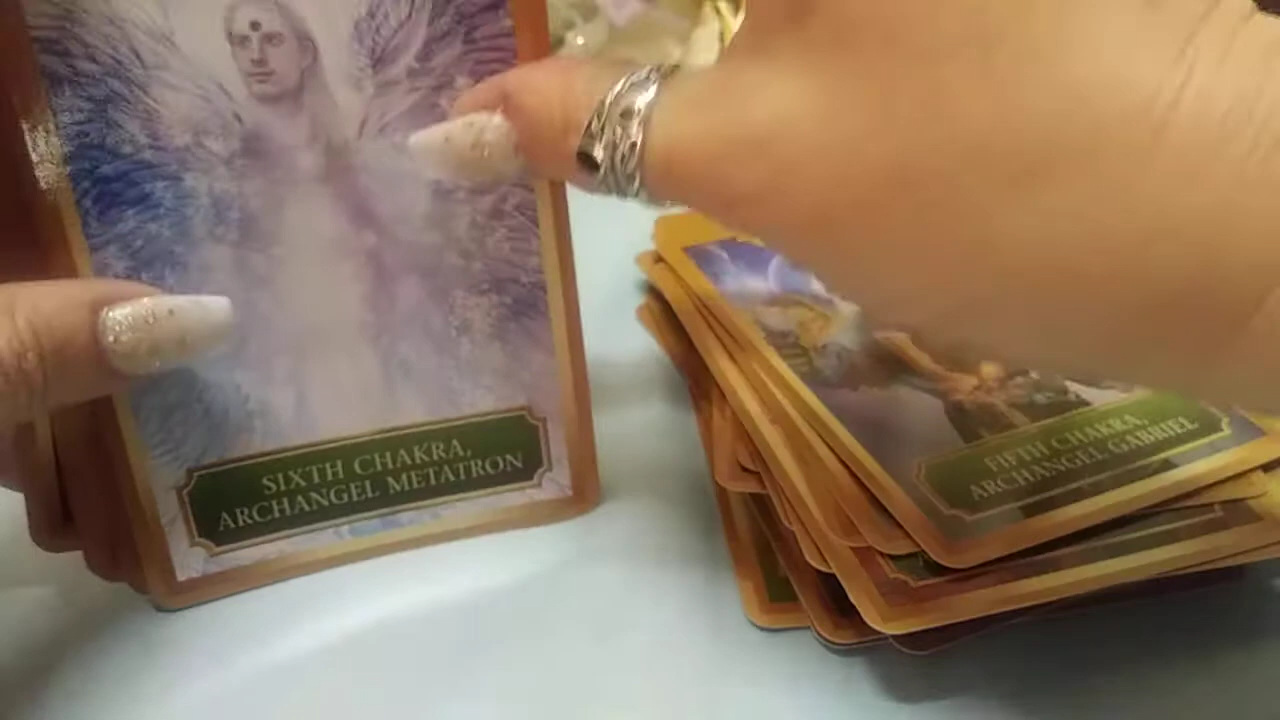 SIXTH CHAKRA,
ARCHANGEL METATRON
FIFTH CHAKRA,
ARCHANGEL GABRIEL